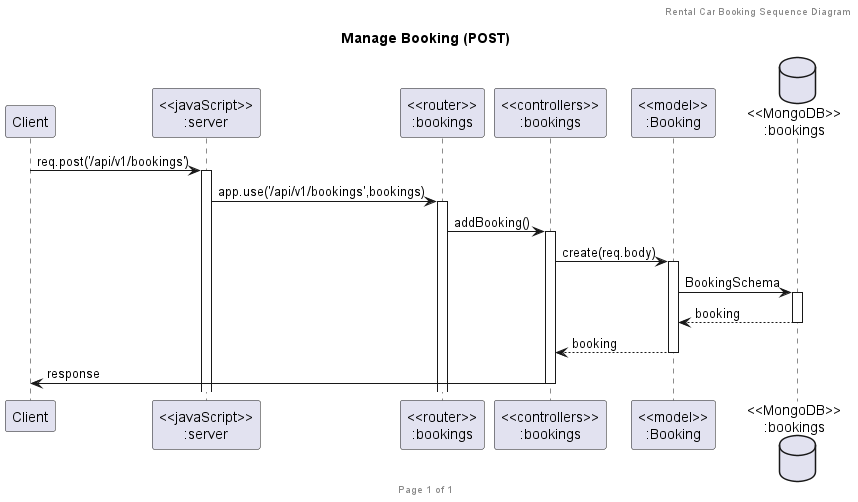 Rental Car Booking Sequence Diagram
Manage Booking (POST)
Client
<<javaScript>>
:server
<<router>>
:bookings
<<controllers>>
:bookings
<<model>>
:Booking
<<MongoDB>>
:bookings
req.post('/api/v1/bookings')
app.use('/api/v1/bookings',bookings)
addBooking()
create(req.body)
BookingSchema
booking
booking
response
Client
<<javaScript>>
:server
<<router>>
:bookings
<<controllers>>
:bookings
<<model>>
:Booking
<<MongoDB>>
:bookings
Page 1 of 1